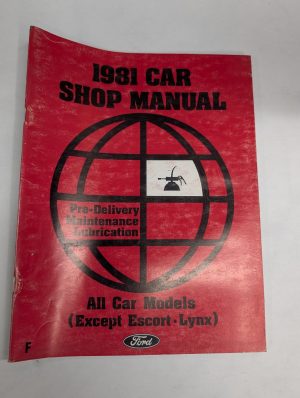 1981 CAR
SHOP MANUAL
Pre-Delivery
Maintenance
Lubrication
All Car Models
(Except Escort·Lynx)
Ford
F